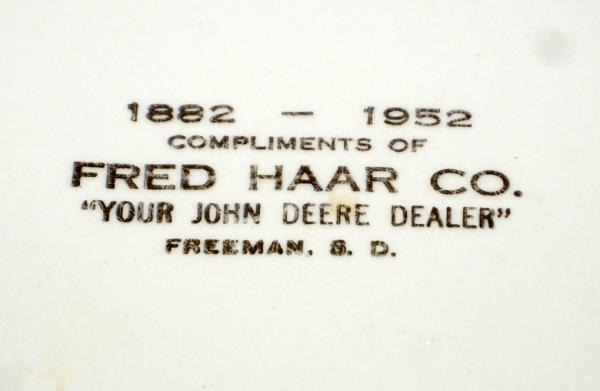 1882 — 1952
COMPLIMENTS OF
FRED HAAR CO.
"YOUR JOHN DEERE DEALER"
FREEMAN, S. D.